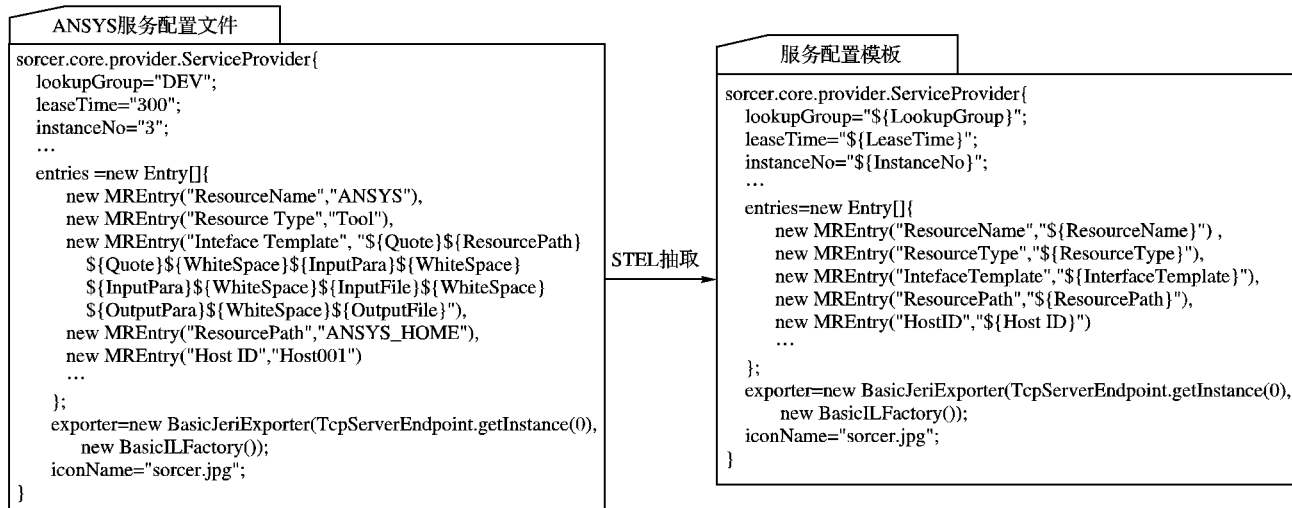 ANSYS服务配置文件
sorcer.core.provider.ServiceProvider{
lookupGroup="DEV";
leaseTime="300";
instanceNo="3";
…
entries =new Entry[]{
new MREntry("ResourceName","ANSYS"),
new MREntry("Resource Type","Tool"),
new MREntry("Inteface Template", "${Quote}${ResourcePath}
${Quote}${WhiteSpace}${InputPara}${WhiteSpace}
${InputPara}${WhiteSpace}${InputFile}${WhiteSpace}
${OutputPara}${WhiteSpace}${OutputFile}"),
new MREntry("ResourcePath","ANSYS_HOME"),
new MREntry("Host ID","Host001")
…
};
exporter=new BasicJeriExporter(TcpServerEndpoint.getInstance(0),
new BasicILFactory());
iconName="sorcer.jpg";
}
STEL抽取
服务配置模板
sorcer.core.provider.ServiceProvider{
lookupGroup="${LookupGroup}";
leaseTime="${LeaseTime}";
instanceNo="${InstanceNo}";
…
entries=new Entry[]{
new MREntry("ResourceName","${ResourceName}") ,
new MREntry("ResourceType","${ResourceType}"),
new MREntry("IntefaceTemplate","${InterfaceTemplate}"),
new MREntry("ResourcePath","${ResourcePath}"),
new MREntry("HostID","${Host ID}")
…
};
exporter=new BasicJeriExporter(TcpServerEndpoint.getInstance(0),
new BasicILFactory());
iconName="sorcer.jpg";
}